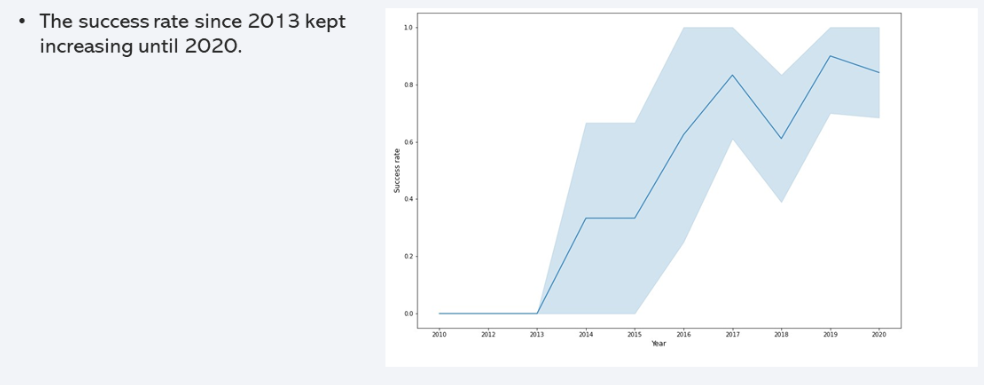 • The success rate since 2013 kept
increasing until 2020.
1.0
0.8
0.6
0.4
0.2
0.0
Success rate
2010 2012 2013 2014 2015 2016 2017 2018 2019 2020
Year